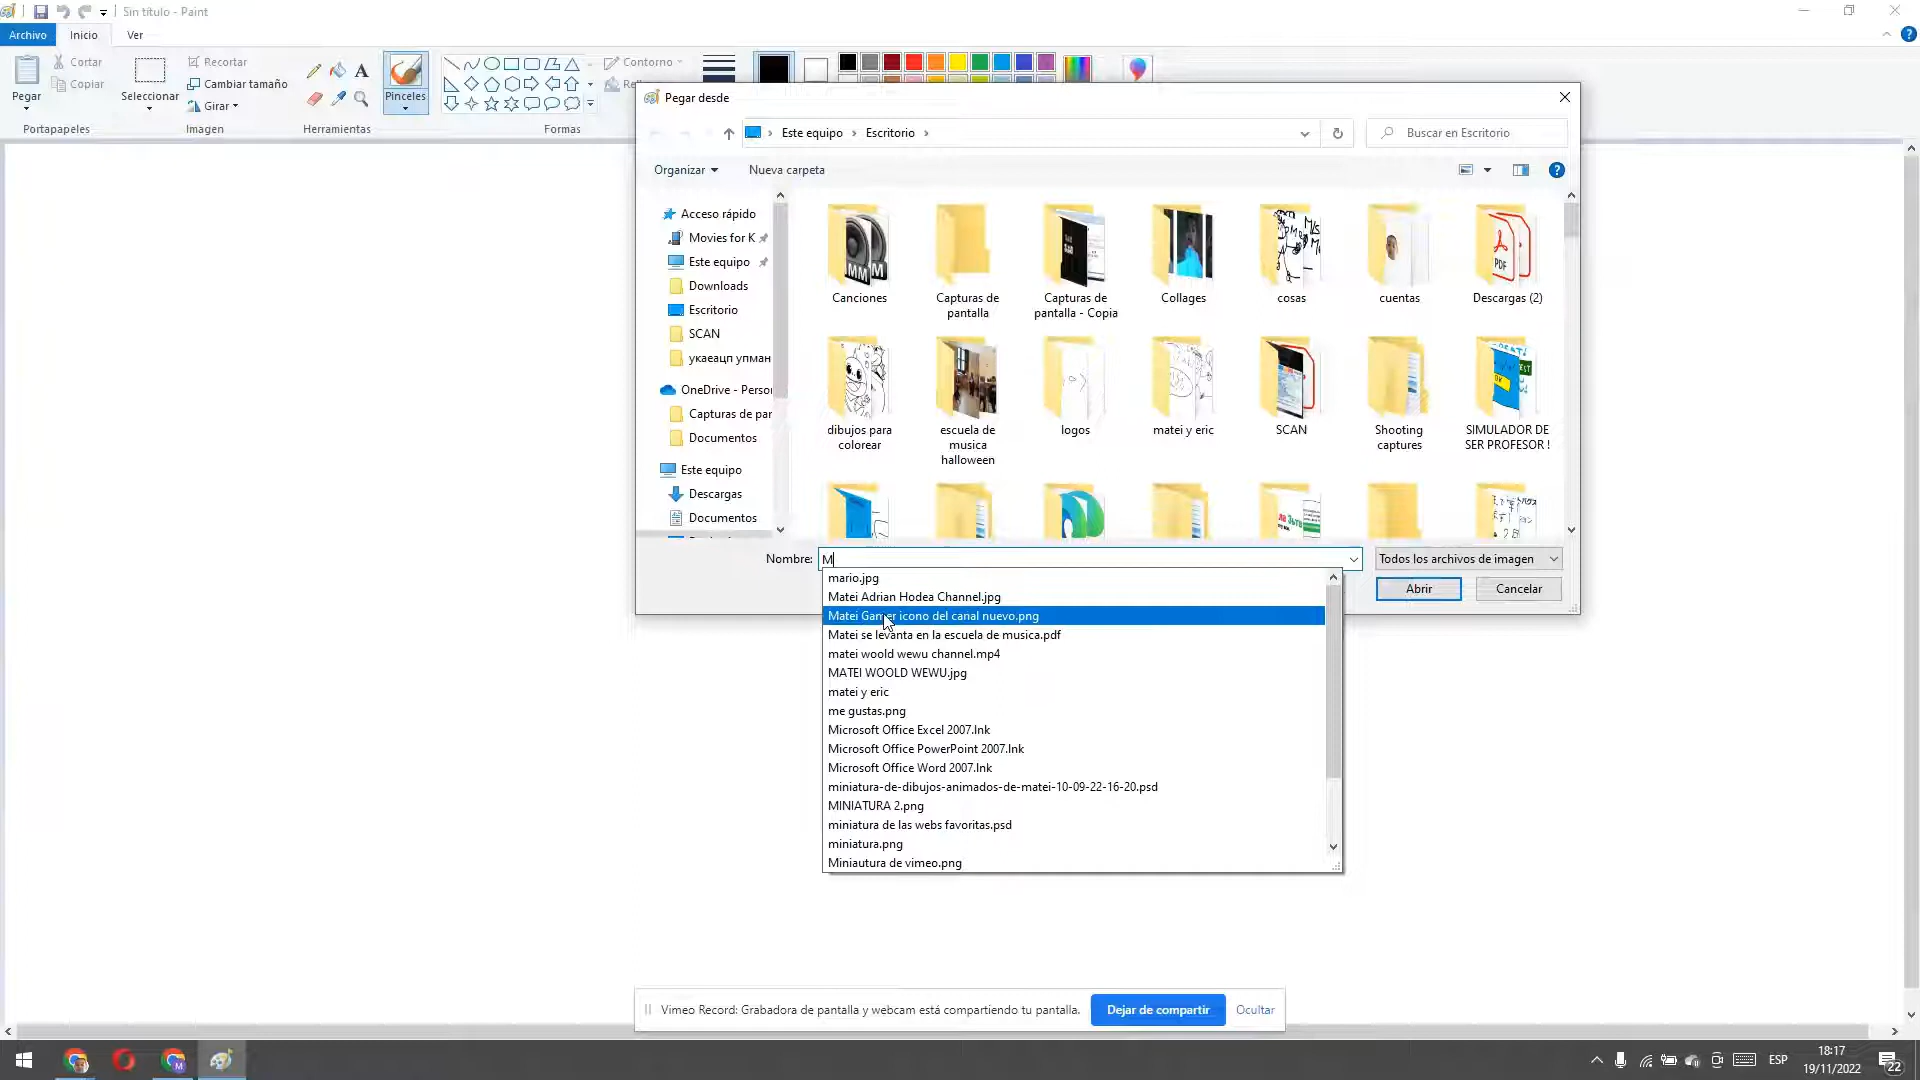 Sin título - Paint
Archivo
Inicio
Ver
Pegar
Cortar
Copiar
Portapapeles
Seleccionar
Recortar
Cambiar tamaño
Girar
Imagen
Herramientas
Pinceles
Formas
Contorno
Pegar desde
Este equipo
Escritorio
Buscar en Escritorio
Organizar
Nueva carpeta
Acceso rápido
Movies for K
Este equipo
Downloads
Escritorio
SCAN
укаеацп упман
OneDrive - Person
Capturas de par
Documentos
Este equipo
Descargas
Documentos
Canciones
Capturas de
pantalla
Capturas de
pantalla - Copia
Collages
cosas
cuentas
Descargas (2)
dibujos para
colorear
escuela de
musica
halloween
logos
matei y eric
SCAN
Shooting
captures
SIMULADOR DE
SER PROFESOR !
Nombre:
M
Todos los archivos de imagen
Abrir
Cancelar
mario.jpg
Matei Adrian Hodea Channel.jpg
Matei Gamer icono del canal nuevo.png
Matei se levanta en la escuela de musica.pdf
matei woold wewu channel.mp4
MATEI WOOLD WEWU.jpg
matei y eric
me gustas.png
Microsoft Office Excel 2007.lnk
Microsoft Office PowerPoint 2007.lnk
Microsoft Office Word 2007.lnk
miniatura-de-dibujos-animados-de-matei-10-09-22-16-20.psd
MINIATURA 2.png
miniatura de las webs favoritas.psd
miniatura.png
Miniautura de vimeo.png
Vimeo Record: Grabadora de pantalla y webcam está compartiendo tu pantalla.
Dejar de compartir
Ocultar
ESP
18:17
19/11/2022
22